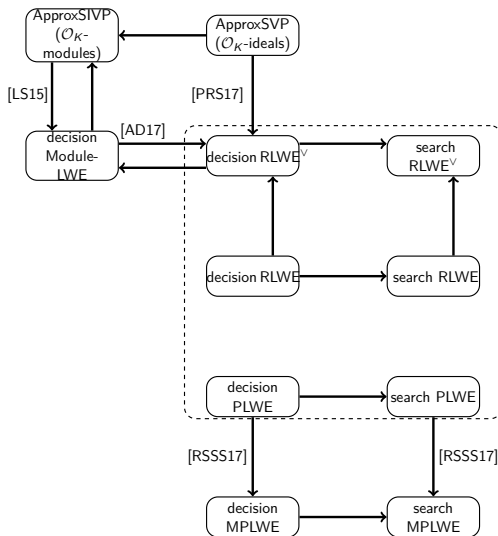 ApproxSIVP
(𝒪_K-
modules)
ApproxSVP
(𝒪_K-ideals)
[LS15]
[PRS17]
decision
Module-
LWE
[AD17]
decision RLWE^∨
search
RLWE^∨
decision RLWE
search RLWE
decision
PLWE
search PLWE
[RSSS17]
[RSSS17]
decision
MPLWE
search
MPLWE